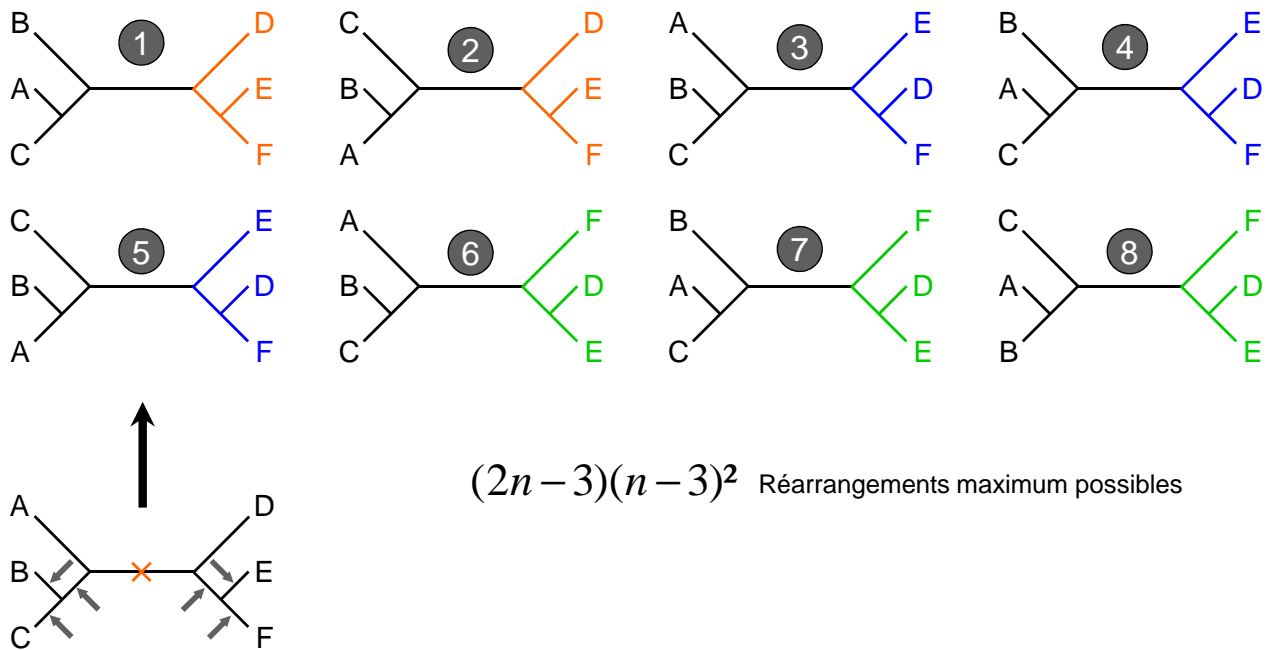 B D
1
A E
C F
C D
2
B E
A F
A E
3
B D
C F
B E
4
A D
C F
C E
5
B D
A F
A F
6
B D
C E
B F
7
A D
C E
C F
8
A D
B E
(2n−3)(n−3)² Réarrangements maximum possibles
A D
B E
C F